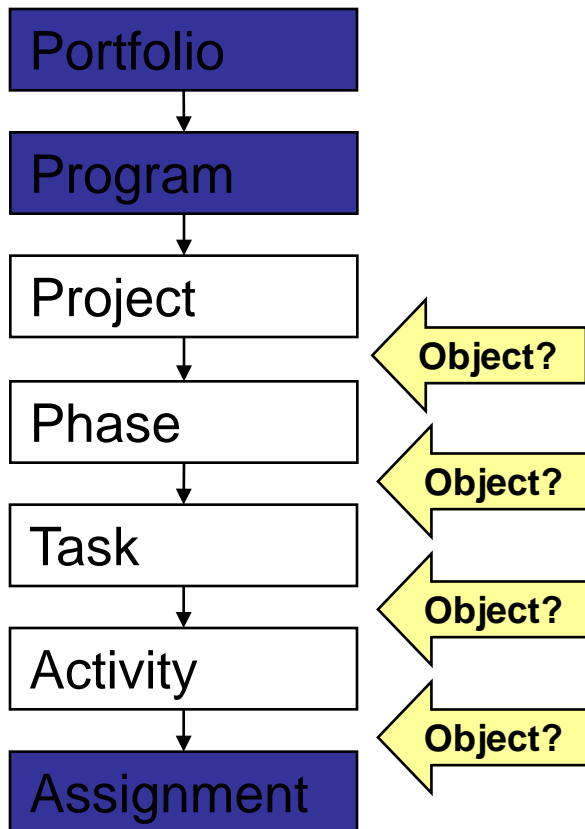 Portfolio
Program
Project
Object?
Phase
Object?
Task
Object?
Activity
Object?
Assignment